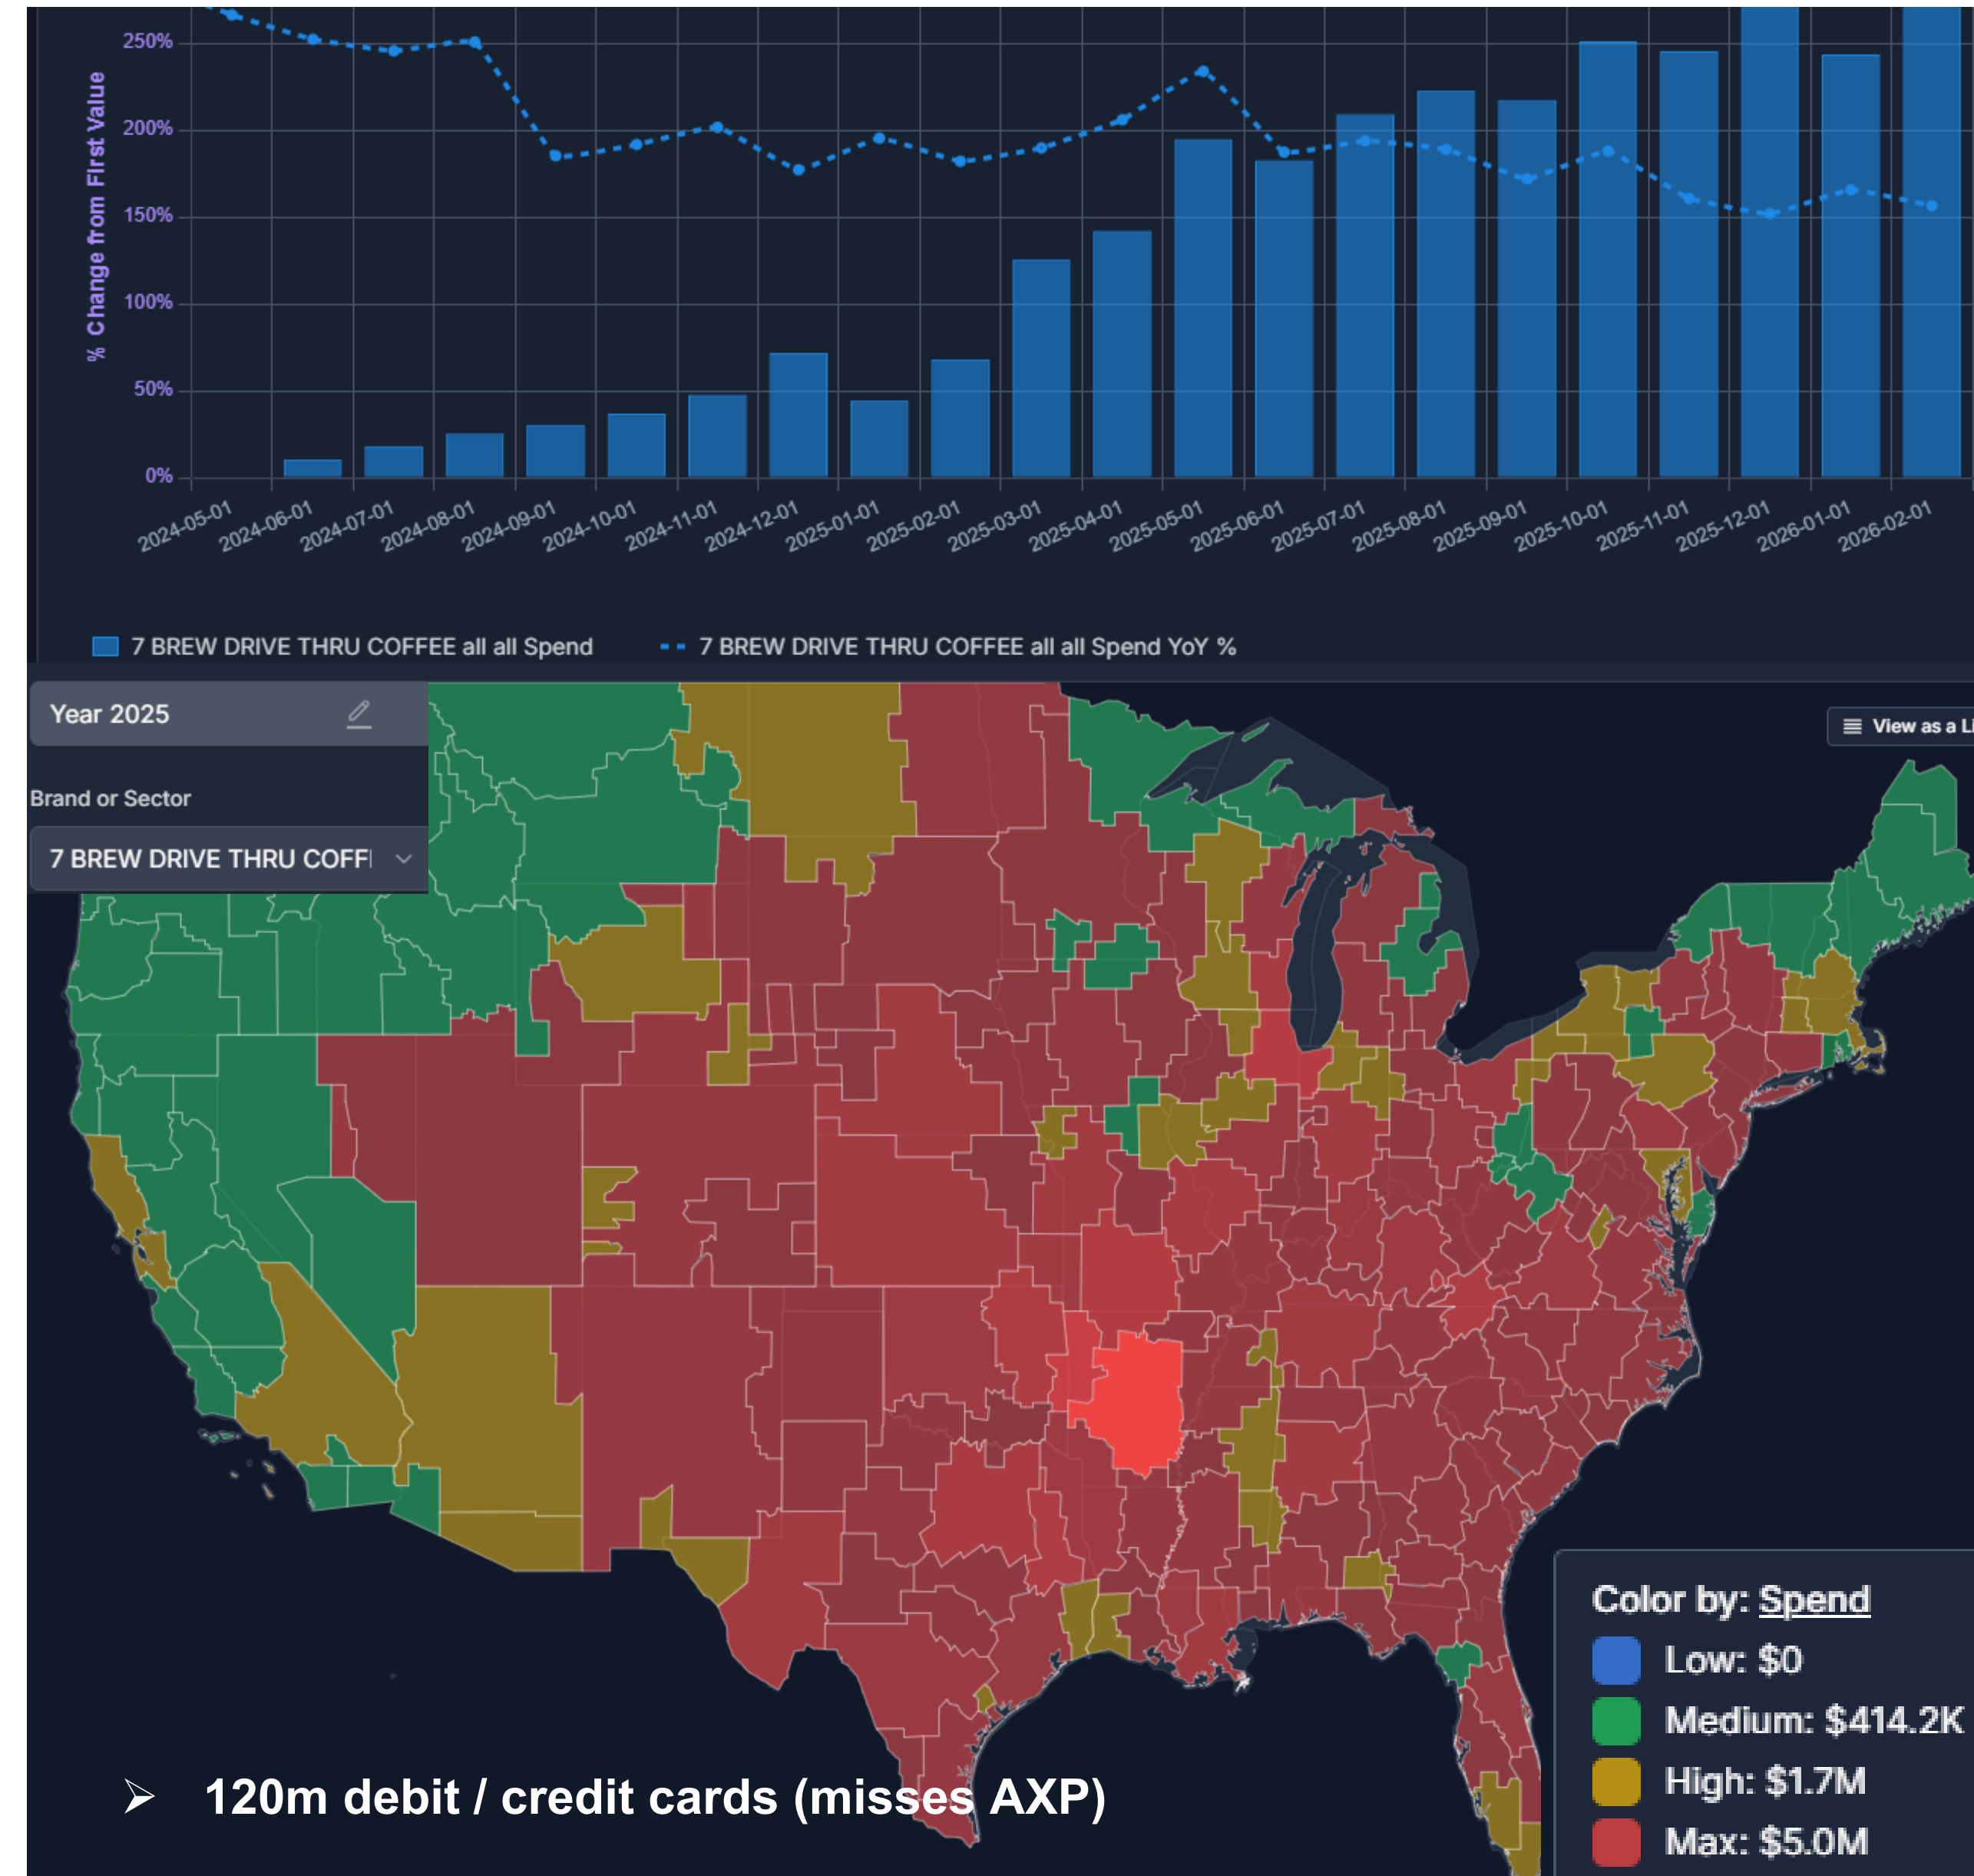 % Change from First Value
250%
200%
150%
100%
50%
0%
2024-05-01
2024-06-01
2024-07-01
2024-08-01
2024-09-01
2024-10-01
2024-11-01
2024-12-01
2025-01-01
2025-02-01
2025-03-01
2025-04-01
2025-05-01
2025-06-01
2025-07-01
2025-08-01
2025-09-01
2025-10-01
2025-11-01
2025-12-01
2026-01-01
2026-02-01
7 BREW DRIVE THRU COFFEE all all Spend
7 BREW DRIVE THRU COFFEE all all Spend YoY %
Year 2025
View as a Li
Brand or Sector
7 BREW DRIVE THRU COFF
Color by: Spend
Low: $0
Medium: $414.2K
High: $1.7M
Max: $5.0M
➢ 120m debit / credit cards (misses AXP)